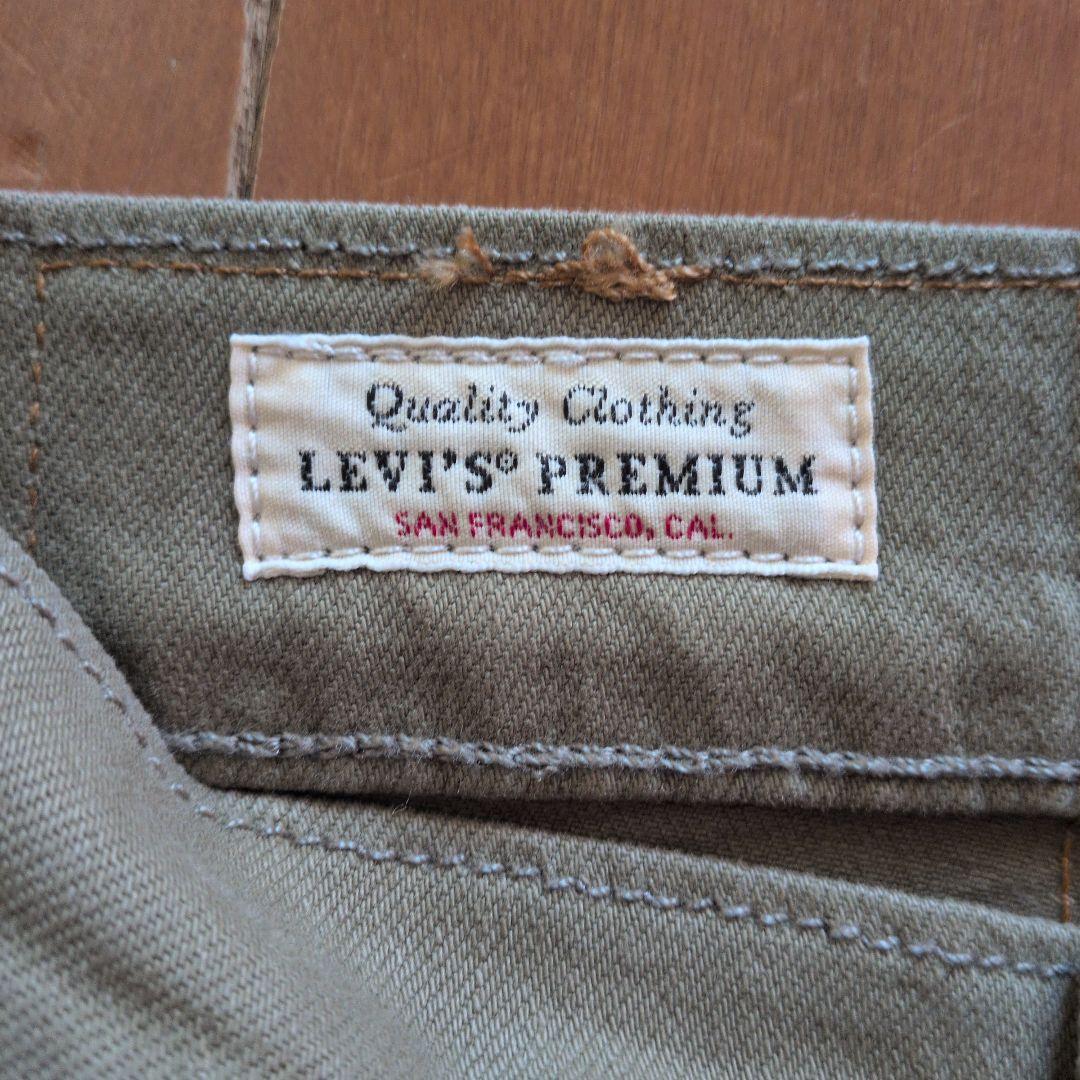 Quality Clothing
LEVI'S® PREMIUM
SAN FRANCISCO, CAL.